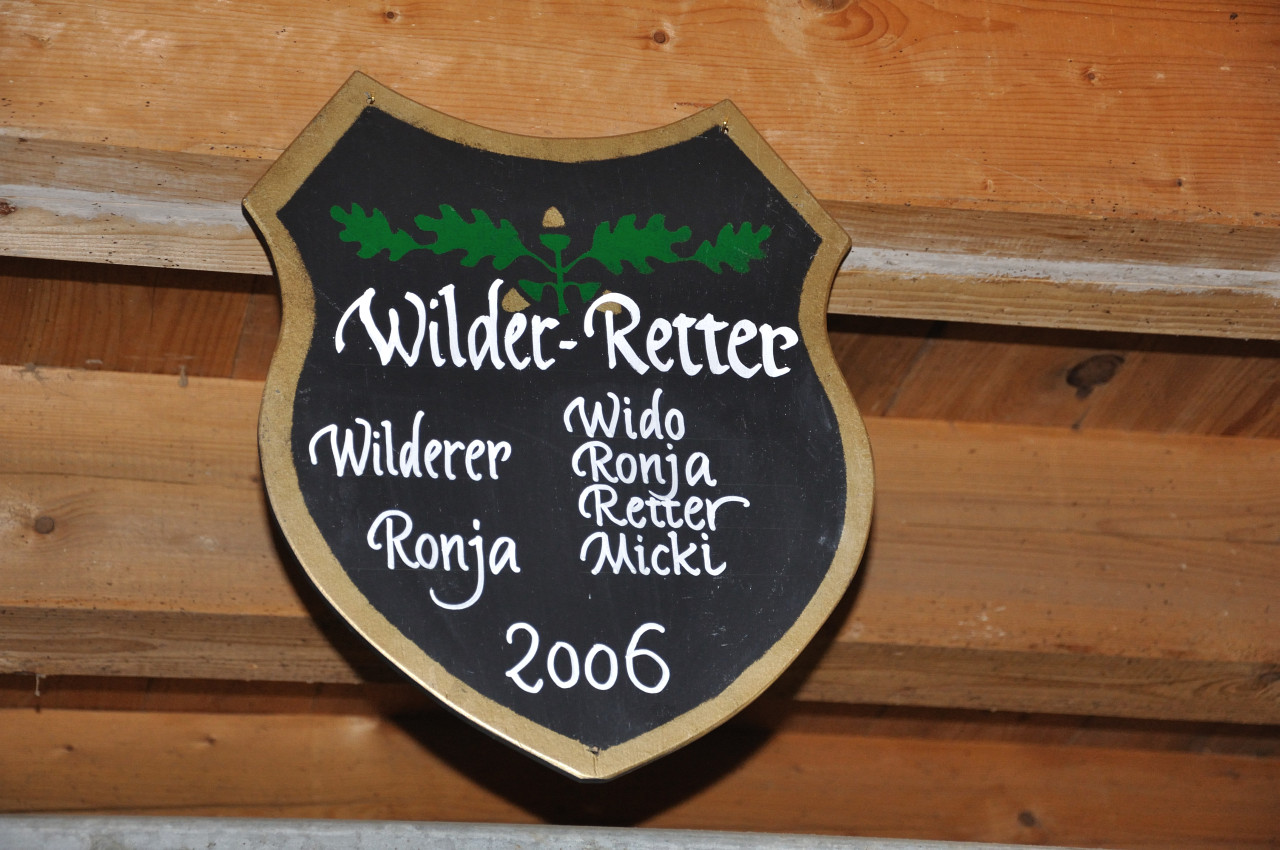 Wilder-Retter
Wilderer
Ronja
Wido
Ronja
Retter
Micki
2006